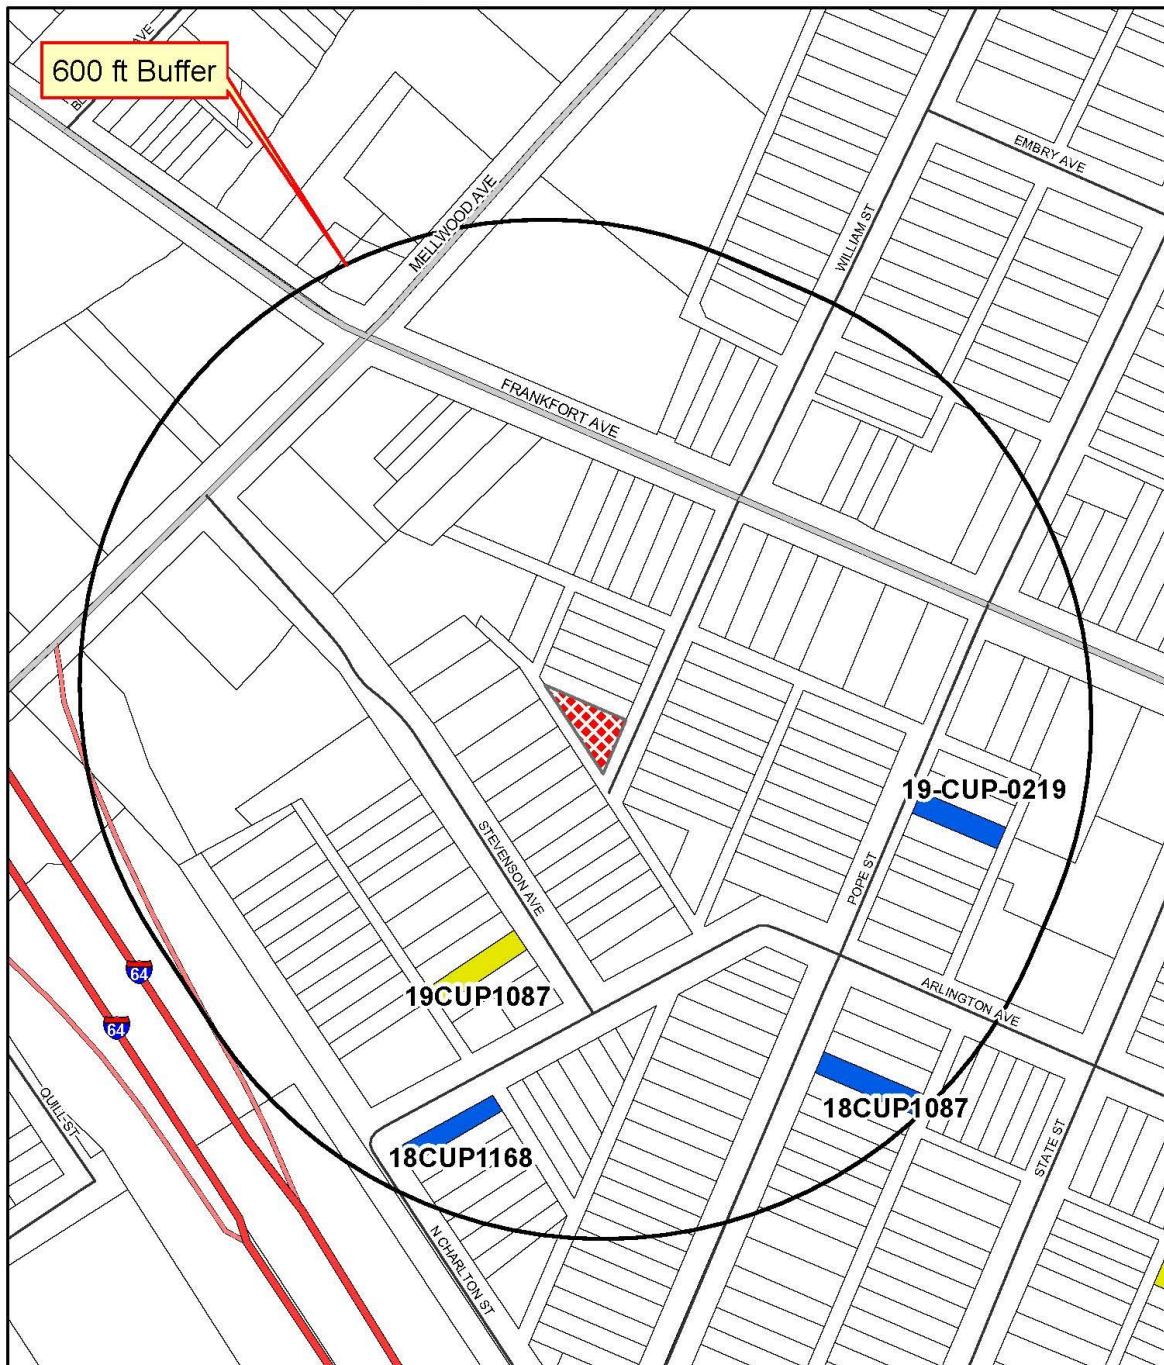 600 ft Buffer
AVE
MELLWOOD AVE
EMBRY AVE
WILLIAM ST
FRANKFORT AVE
19-CUP-0219
STEVENSON AVE
POPE ST
64
19CUP1087
ARLINGTON AVE
64
QUILL ST
18CUP1087
18CUP1168
STATE ST
N CHARLTON ST